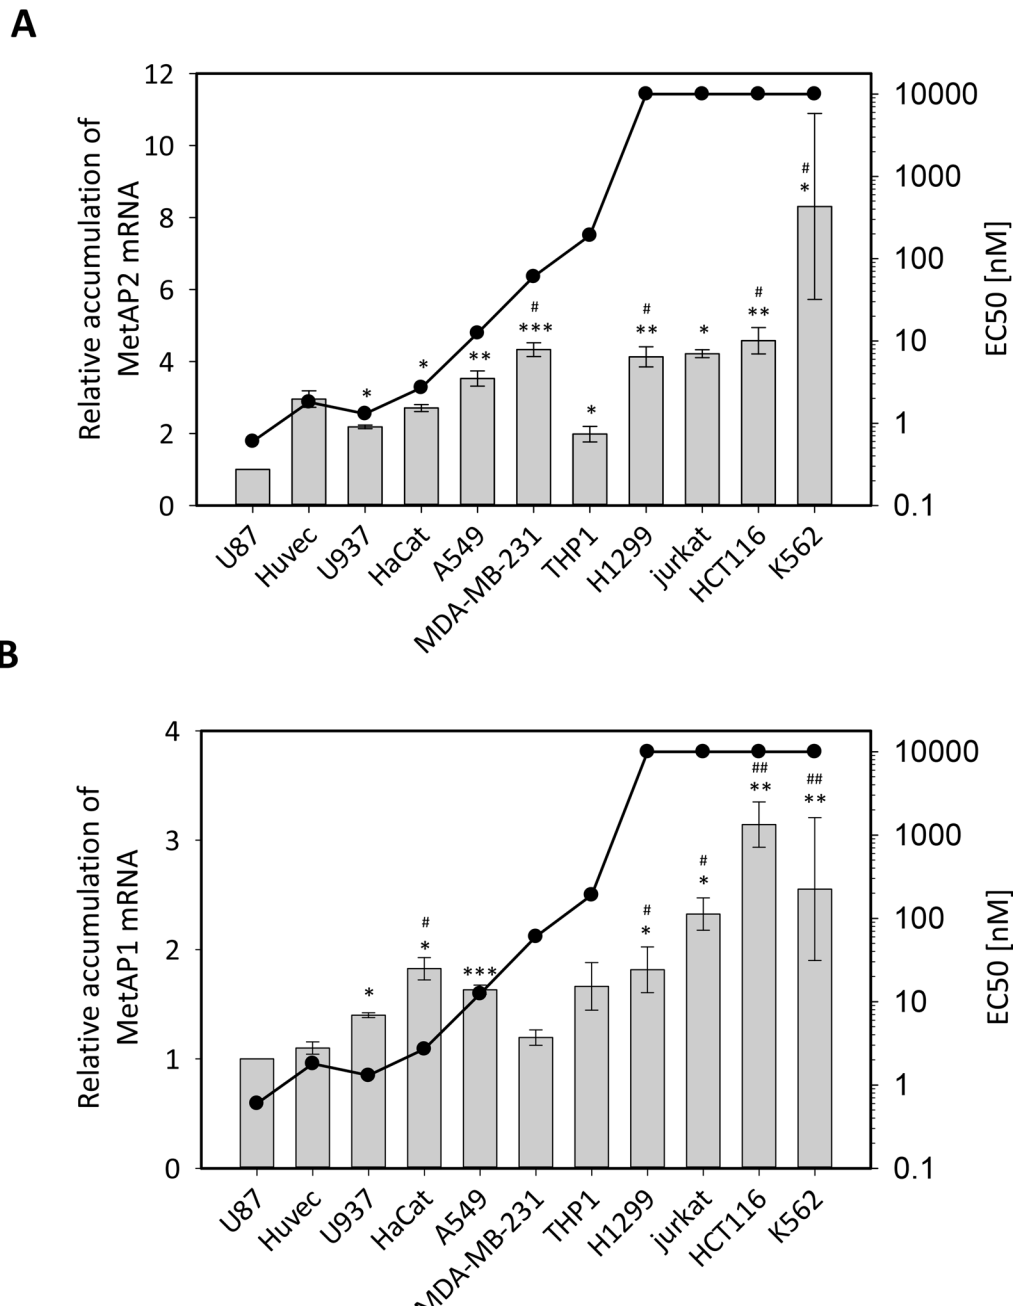 A
Relative accumulation of
MetAP2 mRNA
12
10
8
6
4
2
0
* * ** # *** * # ** * # ** # *
10000
1000
100
10
1
0.1
EC50 [nM]
U87 Huvec U937 HaCat A549 MDA-MB-231 THP1 H1299 jurkat HCT116 K562
B
Relative accumulation of
MetAP1 mRNA
4
3
2
1
0
* # * *** # * # * ## ** ## **
10000
1000
100
10
1
0.1
EC50 [nM]
U87 Huvec U937 HaCat A549 MDA-MB-231 THP1 H1299 jurkat HCT116 K562